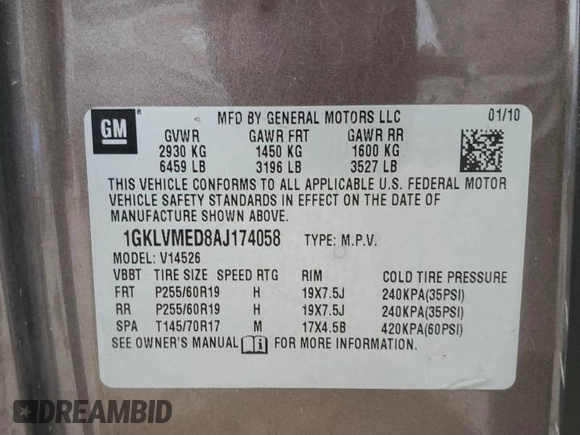 GM
®
MFD BY GENERAL MOTORS LLC 01/10
GVWR GAWR FRT GAWR RR
2930 KG 1450 KG 1600 KG
6459 LB 3196 LB 3527 LB
THIS VEHICLE CONFORMS TO ALL APPLICABLE U.S. FEDERAL MOTOR
VEHICLE SAFETY STANDARDS IN EFFECT ON THE DATE OF
MANUFACTURE SHOWN ABOVE.
1GKLVMED8AJ174058 TYPE: M.P.V.
MODEL: V14526
VBBT TIRE SIZE SPEED RTG RIM COLD TIRE PRESSURE
FRT P255/60R19 H 19X7.5J 240KPA(35PSI)
RR P255/60R19 H 19X7.5J 240KPA(35PSI)
SPA T145/70R17 M 17X4.5B 420KPA(60PSI)
SEE OWNER'S MANUAL FOR MORE INFORMATION.
DREAMBID